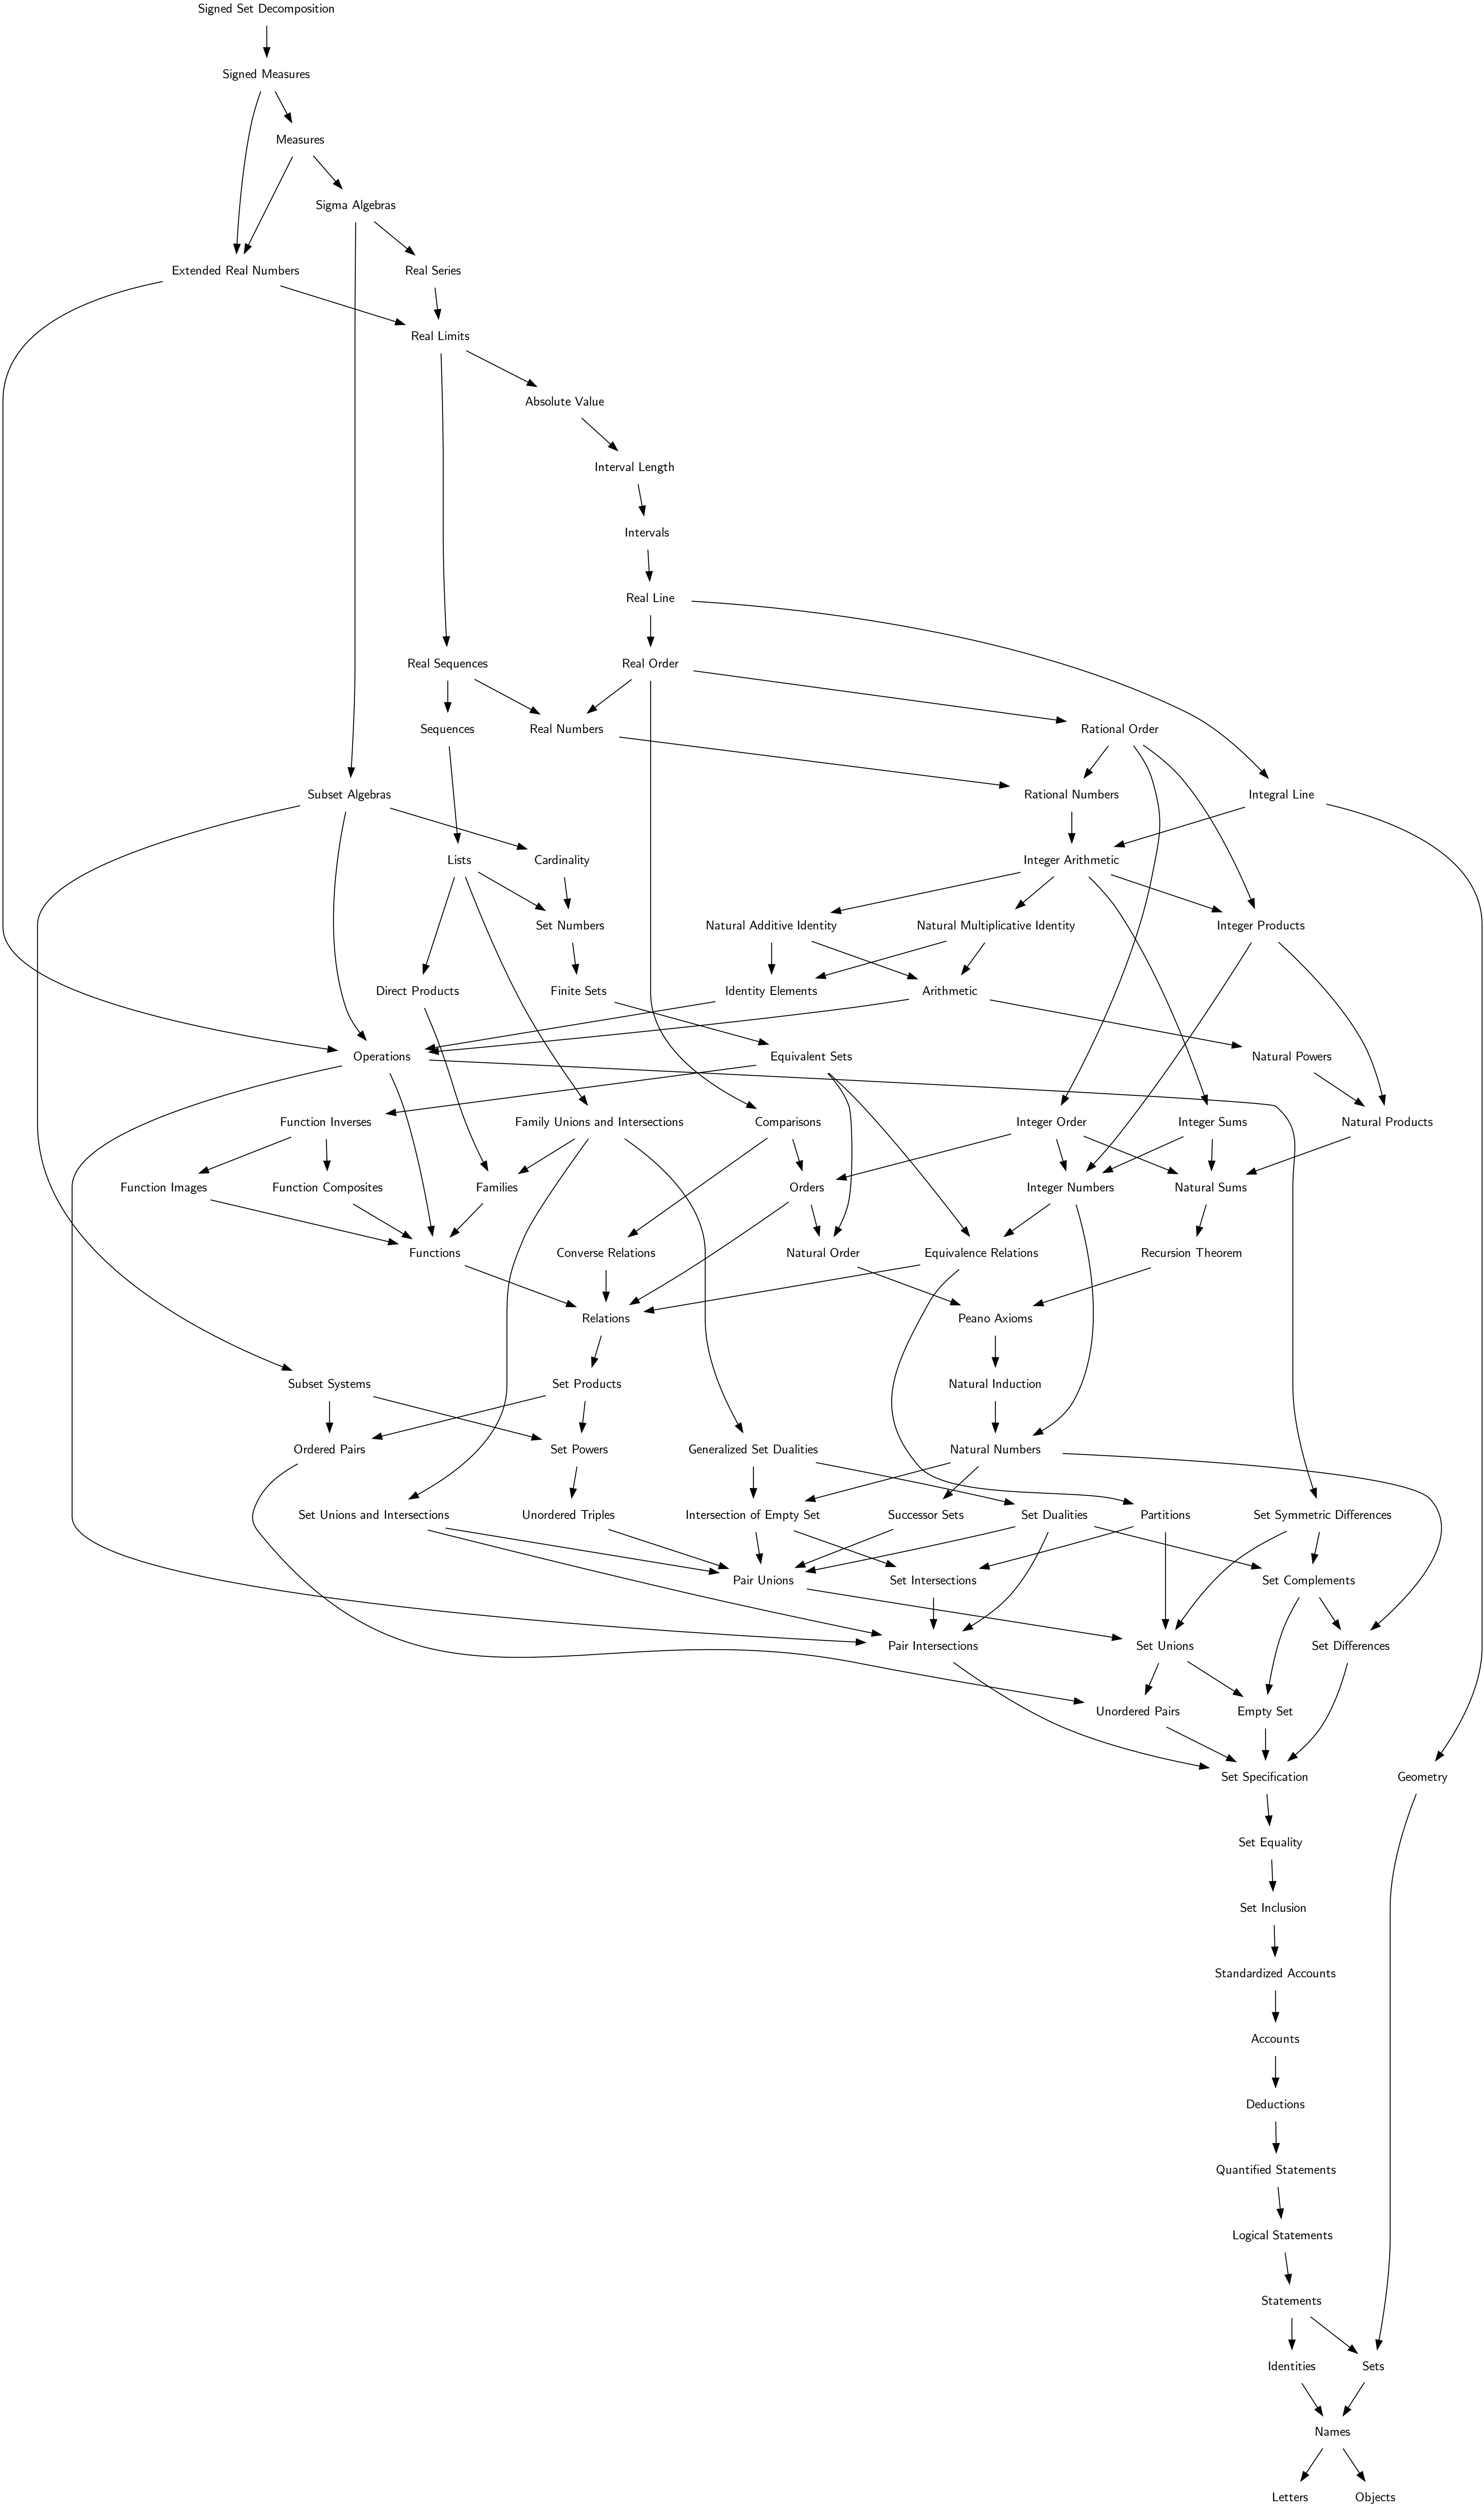 Signed Set Decomposition
Signed Measures
Measures
Sigma Algebras
Extended Real Numbers
Real Series
Real Limits
Absolute Value
Interval Length
Intervals
Real Line
Real Sequences
Real Order
Sequences
Real Numbers
Rational Order
Subset Algebras
Rational Numbers
Integral Line
Lists
Cardinality
Integer Arithmetic
Set Numbers
Natural Additive Identity
Natural Multiplicative Identity
Integer Products
Direct Products
Finite Sets
Identity Elements
Arithmetic
Operations
Equivalent Sets
Natural Powers
Function Inverses
Family Unions and Intersections
Comparisons
Integer Order
Integer Sums
Natural Products
Function Images
Function Composites
Families
Orders
Integer Numbers
Natural Sums
Functions
Converse Relations
Natural Order
Equivalence Relations
Recursion Theorem
Relations
Peano Axioms
Subset Systems
Set Products
Natural Induction
Ordered Pairs
Set Powers
Generalized Set Dualities
Natural Numbers
Set Unions and Intersections
Unordered Triples
Intersection of Empty Set
Successor Sets
Set Dualities
Partitions
Set Symmetric Differences
Pair Unions
Set Intersections
Set Complements
Pair Intersections
Set Unions
Set Differences
Unordered Pairs
Empty Set
Set Specification
Geometry
Set Equality
Set Inclusion
Standardized Accounts
Accounts
Deductions
Quantified Statements
Logical Statements
Statements
Identities
Sets
Names
Letters
Objects